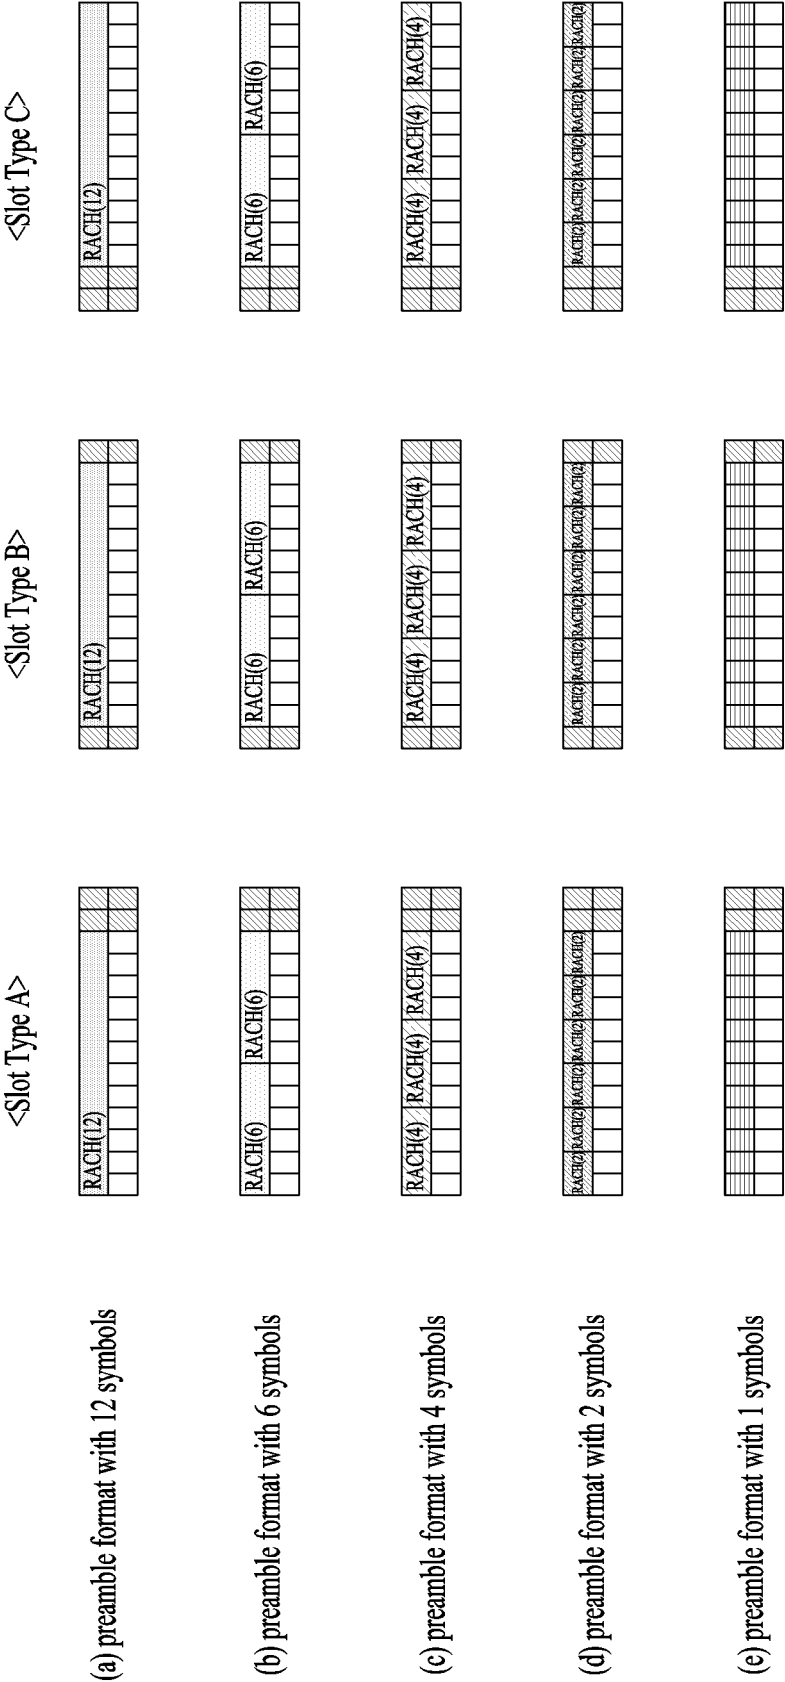 <Slot Type A>
<Slot Type B>
<Slot Type C>
(a) preamble format with 12 symbols
RACH(12)
RACH(12)
RACH(12)
(b) preamble format with 6 symbols
RACH(6) RACH(6)
RACH(6) RACH(6)
RACH(6) RACH(6)
(c) preamble format with 4 symbols
RACH(4) RACH(4) RACH(4)
RACH(4) RACH(4) RACH(4)
RACH(4) RACH(4) RACH(4)
(d) preamble format with 2 symbols
RACH(2) RACH(2) RACH(2) RACH(2) RACH(2) RACH(2)
RACH(2) RACH(2) RACH(2) RACH(2) RACH(2) RACH(2)
RACH(2) RACH(2) RACH(2) RACH(2) RACH(2) RACH(2)
(e) preamble format with 1 symbols